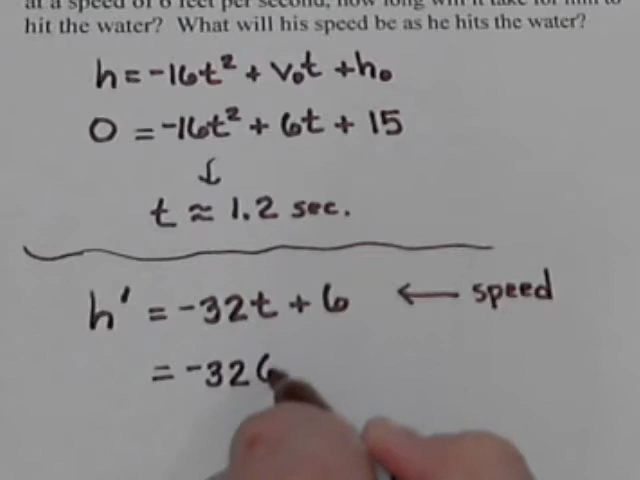 at a speed of 6 feet per second, how long will it take for him to
hit the water? What will his speed be as he hits the water?
h = -16t² + v₀t + h₀
0 = -16t² + 6t + 15
↓
t ≈ 1.2 sec.
h' = -32t + 6 ← speed
= -32(